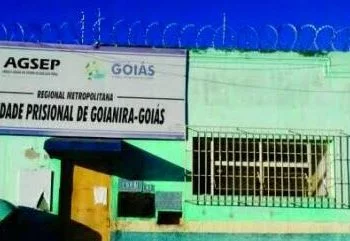 AGSEP
GOIÁS
REGIONAL METROPOLITANA
DADE PRISIONAL DE GOIANIRA-GOIÁS